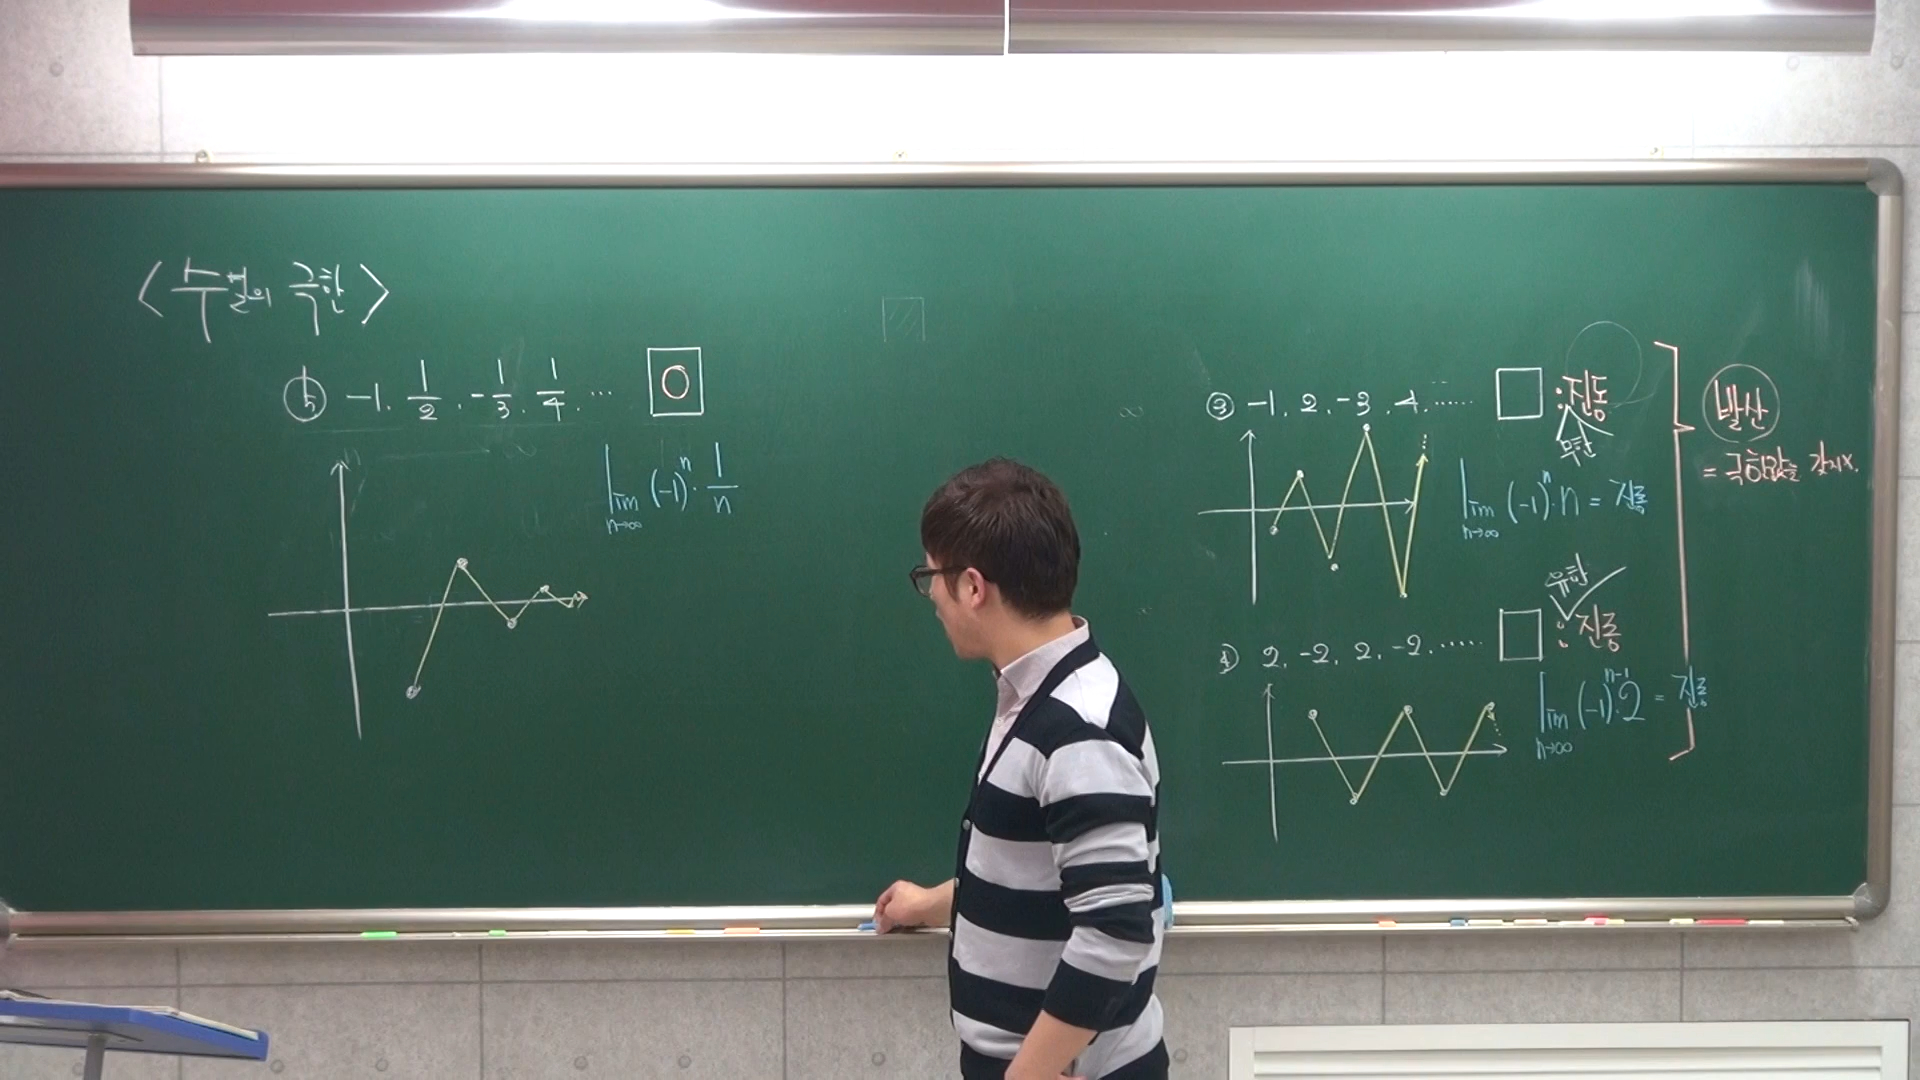 <수열의 극한>
⑤ -1, 1/2, -1/3, 1/4, ... 0
lim n→∞ (-1)^n · 1/n
③ -1, 2, -3, 4, ...... : 진동
무한
lim n→∞ (-1)^n · n = 진동
유한
④ 2, -2, 2, -2, ..... : 진동
lim n→∞ (-1)^n-1 · 2 = 진동
발산
= 극한값을 갖지 X.
∞